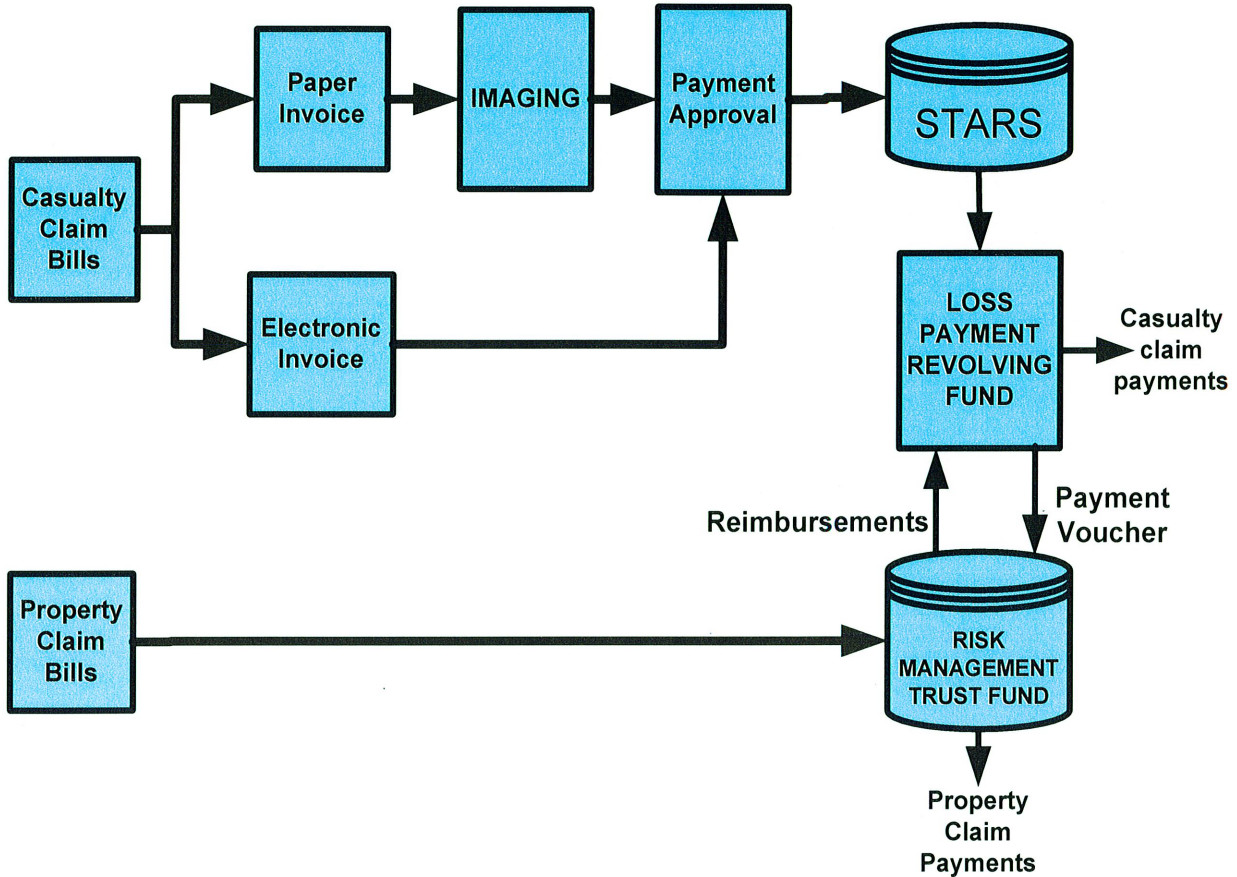 Paper
Invoice
IMAGING
Payment
Approval
STARS
Casualty
Claim
Bills
Electronic
Invoice
LOSS
PAYMENT
REVOLVING
FUND
Casualty
claim
payments
Reimbursements
Payment
Voucher
Property
Claim
Bills
RISK
MANAGEMENT
TRUST FUND
Property
Claim
Payments